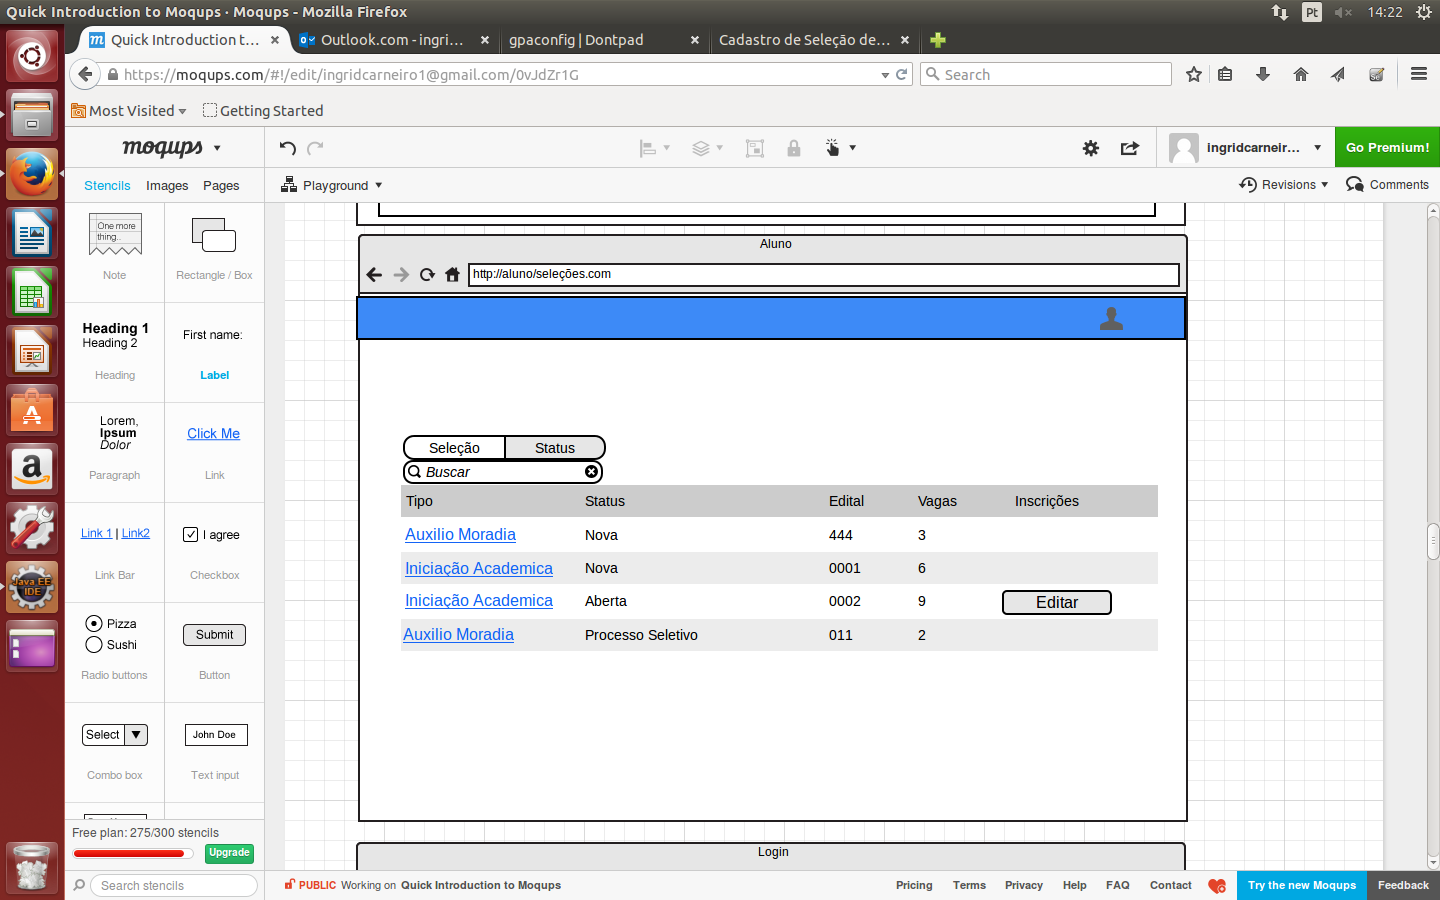 Quick Introduction to Moqups · Moqups - Mozilla Firefox
Pt
14:22
Quick Introduction t...
Outlook.com - ingri...
gpaconfig | Dontpad
Cadastro de Seleção de...
https://moqups.com/#!/edit/ingridcarneiro1@gmail.com/0vJdZr1G
Search
Most Visited
Getting Started
moqups
ingridcarneir...
Go Premium!
Stencils
Images
Pages
Playground
Revisions
Comments
One more
thing..
Note
Rectangle / Box
Heading 1
Heading 2
Heading
First name:
Label
Lorem,
Ipsum
Dolor
Paragraph
Click Me
Link
Link 1 | Link2
Link Bar
I agree
Checkbox
Pizza
Sushi
Radio buttons
Submit
Button
Select
Combo box
John Doe
Text input
Free plan: 275/300 stencils
Upgrade
Search stencils
Java EE
IDE
Aluno
http://aluno/seleções.com
Seleção
Status
Buscar
Tipo Status Edital Vagas Inscrições
Auxilio Moradia Nova 444 3
Iniciação Academica Nova 0001 6
Iniciação Academica Aberta 0002 9 Editar
Auxilio Moradia Processo Seletivo 011 2
Login
PUBLIC Working on Quick Introduction to Moqups
Pricing
Terms
Privacy
Help
FAQ
Contact
Try the new Moqups
Feedback